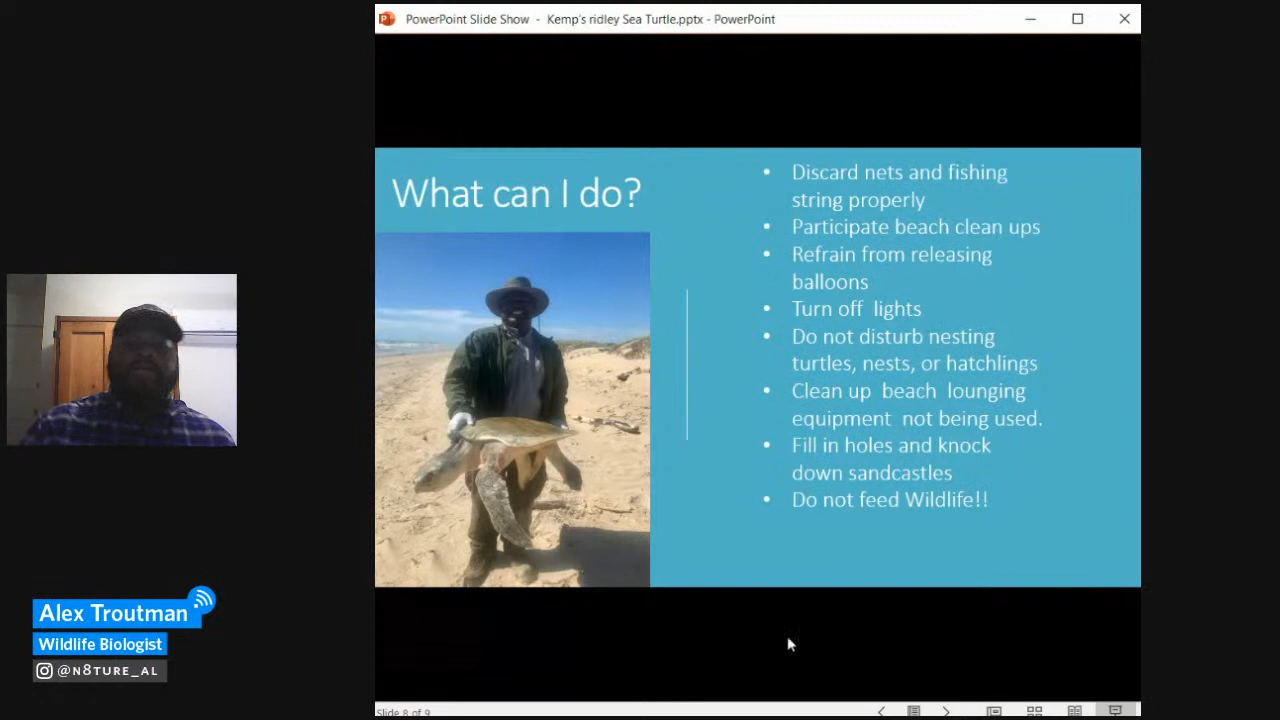 PowerPoint Slide Show - Kemp's ridley Sea Turtle.pptx - PowerPoint
What can I do?
• Discard nets and fishing
string properly
• Participate beach clean ups
• Refrain from releasing
balloons
• Turn off lights
• Do not disturb nesting
turtles, nests, or hatchlings
• Clean up beach lounging
equipment not being used.
• Fill in holes and knock
down sandcastles
• Do not feed Wildlife!!
Alex Troutman
Wildlife Biologist
@N8TURE_AL
Slide 8 of 9